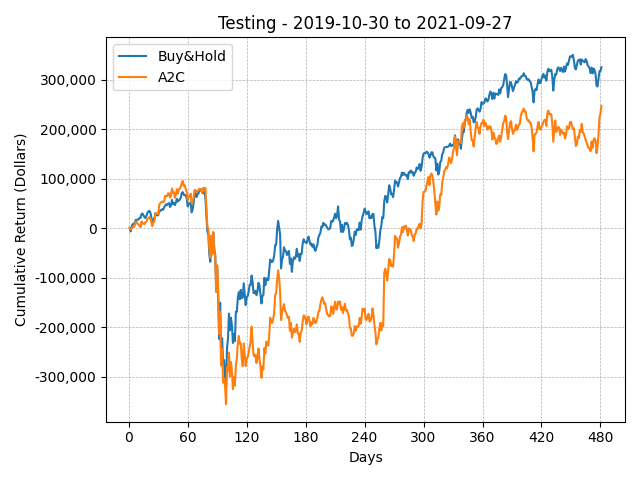 Testing - 2019-10-30 to 2021-09-27
Buy&Hold
A2C
Cumulative Return (Dollars)
300,000
200,000
100,000
0
-100,000
-200,000
-300,000
0 60 120 180 240 300 360 420 480
Days